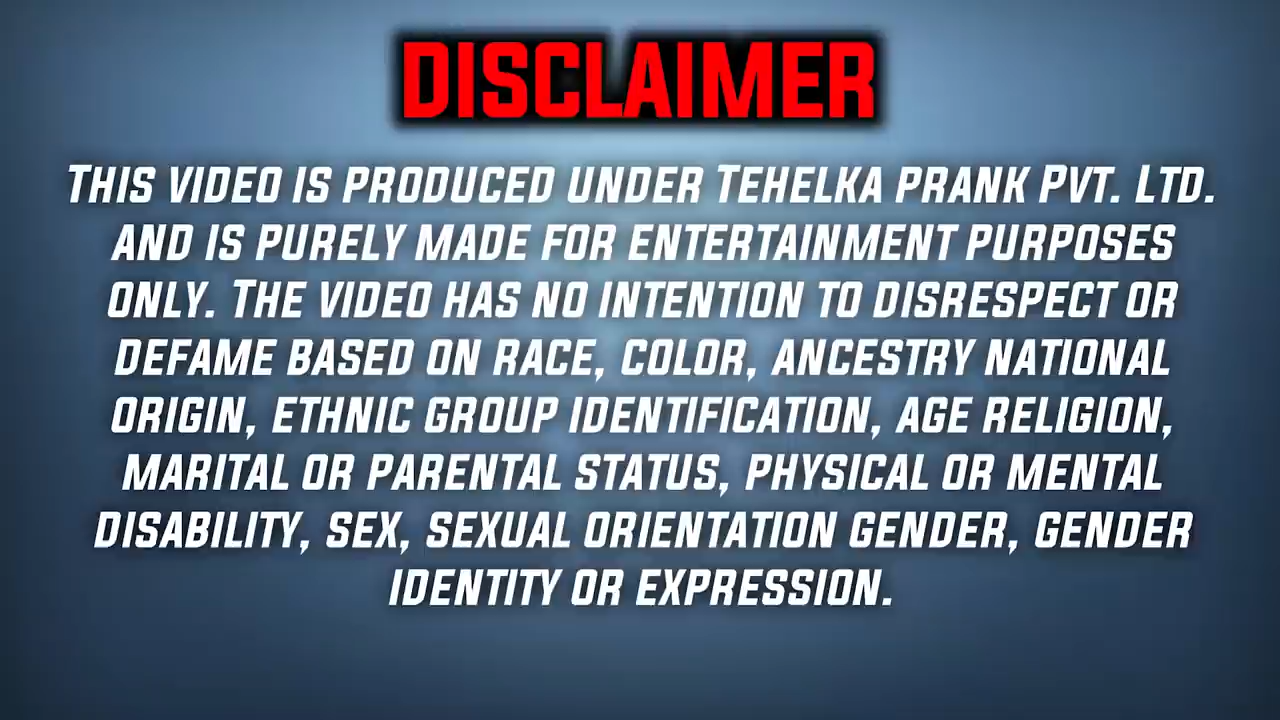 DISCLAIMER
THIS VIDEO IS PRODUCED UNDER TEHELKA PRANK PVT. LTD.
AND IS PURELY MADE FOR ENTERTAINMENT PURPOSES
ONLY. THE VIDEO HAS NO INTENTION TO DISRESPECT OR
DEFAME BASED ON RACE, COLOR, ANCESTRY NATIONAL
ORIGIN, ETHNIC GROUP IDENTIFICATION, AGE RELIGION,
MARITAL OR PARENTAL STATUS, PHYSICAL OR MENTAL
DISABILITY, SEX, SEXUAL ORIENTATION GENDER, GENDER
IDENTITY OR EXPRESSION.